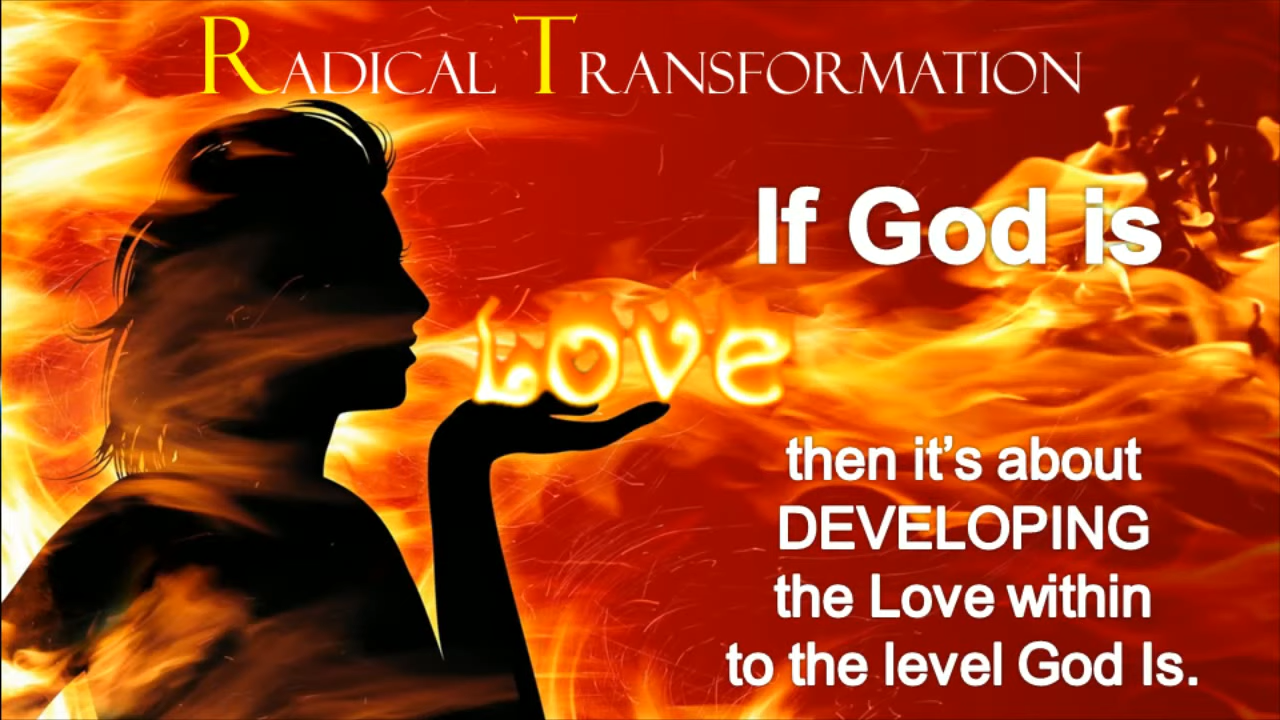 RADICAL TRANSFORMATION
If God is
LOVE
then it's about
DEVELOPING
the Love within
to the level God Is.